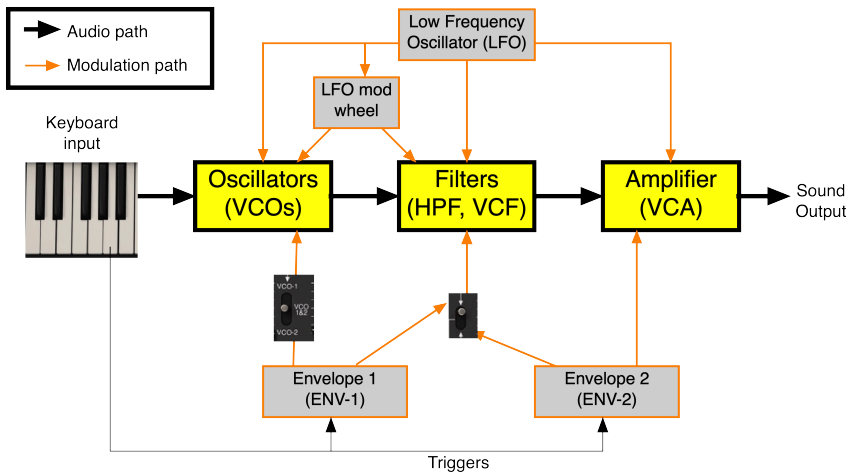 Audio path
Modulation path
Low Frequency
Oscillator (LFO)
LFO mod
wheel
Keyboard
input
Oscillators
(VCOs)
Filters
(HPF, VCF)
Amplifier
(VCA)
Sound
Output
VCO-1
VCO
1&2
VCO-2
Envelope 1
(ENV-1)
Envelope 2
(ENV-2)
Triggers